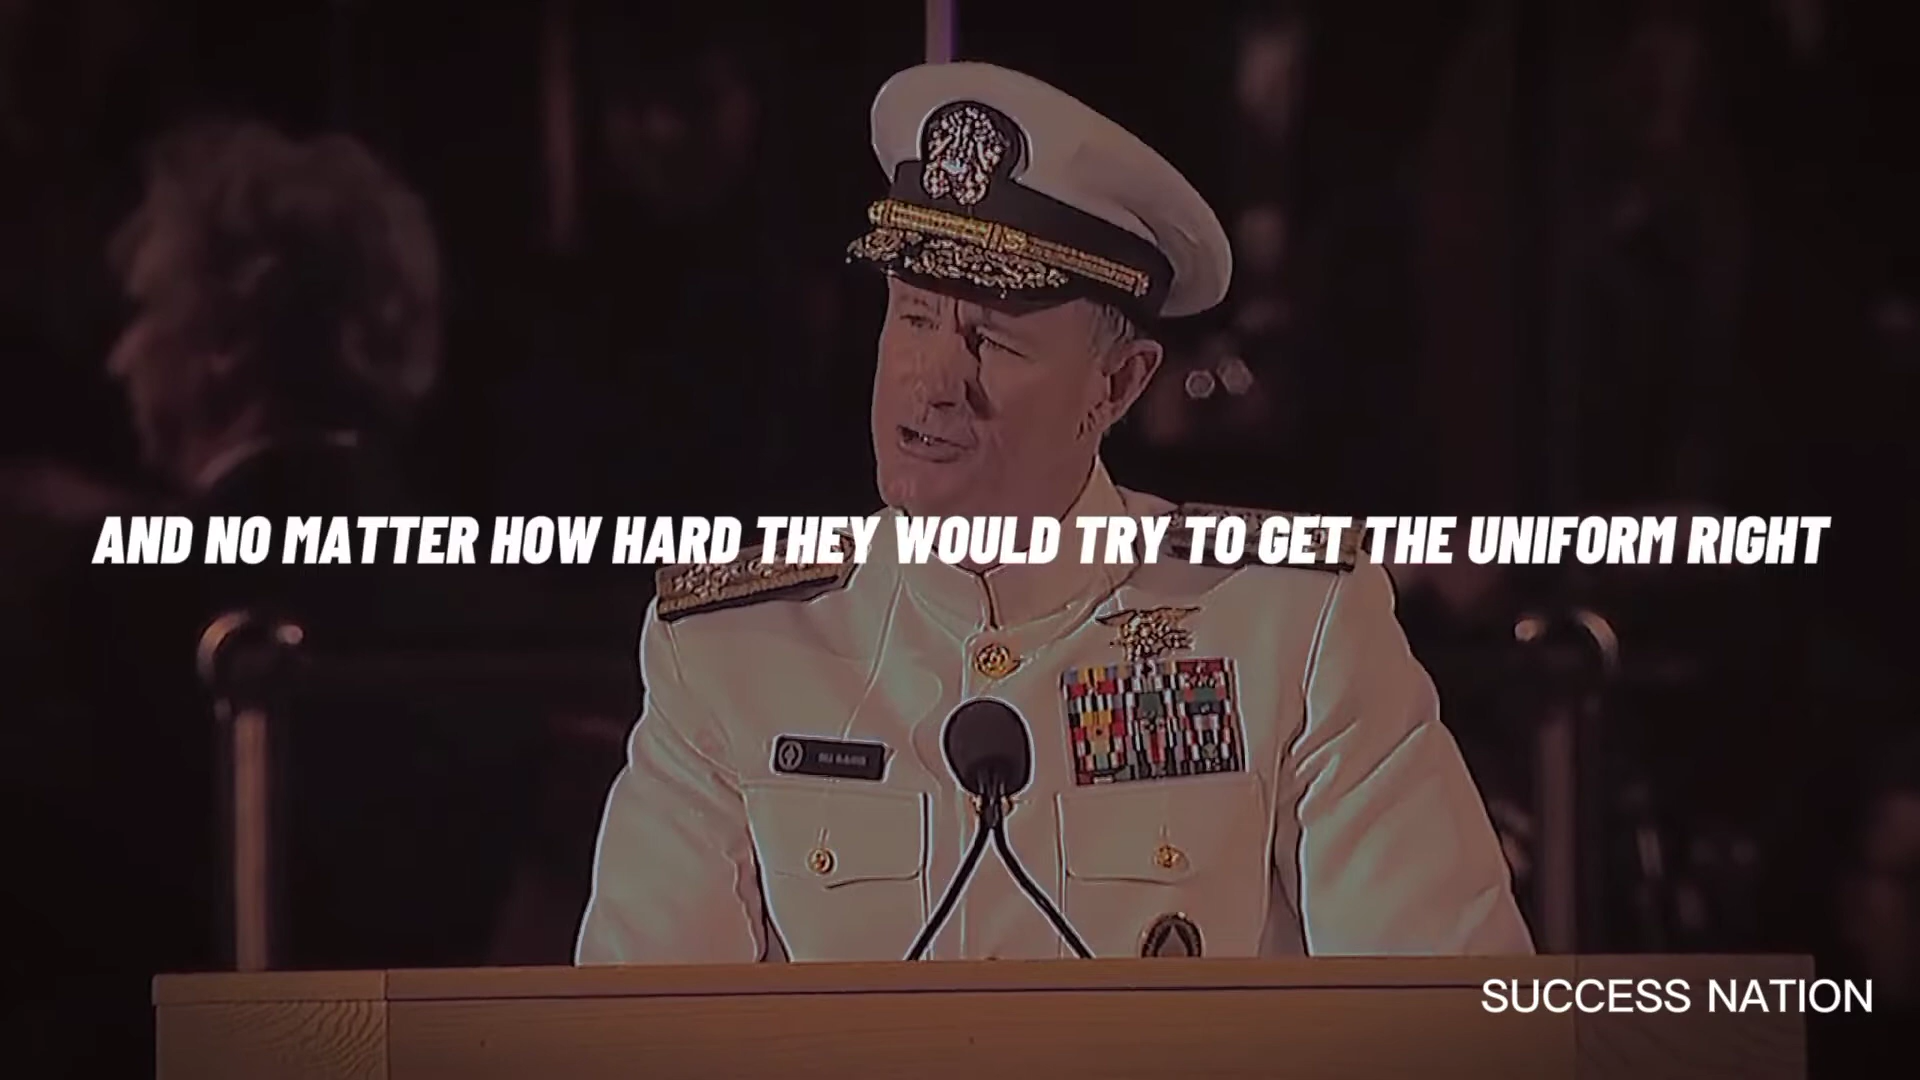 AND NO MATTER HOW HARD THEY WOULD TRY TO GET THE UNIFORM RIGHT
SUCCESS NATION